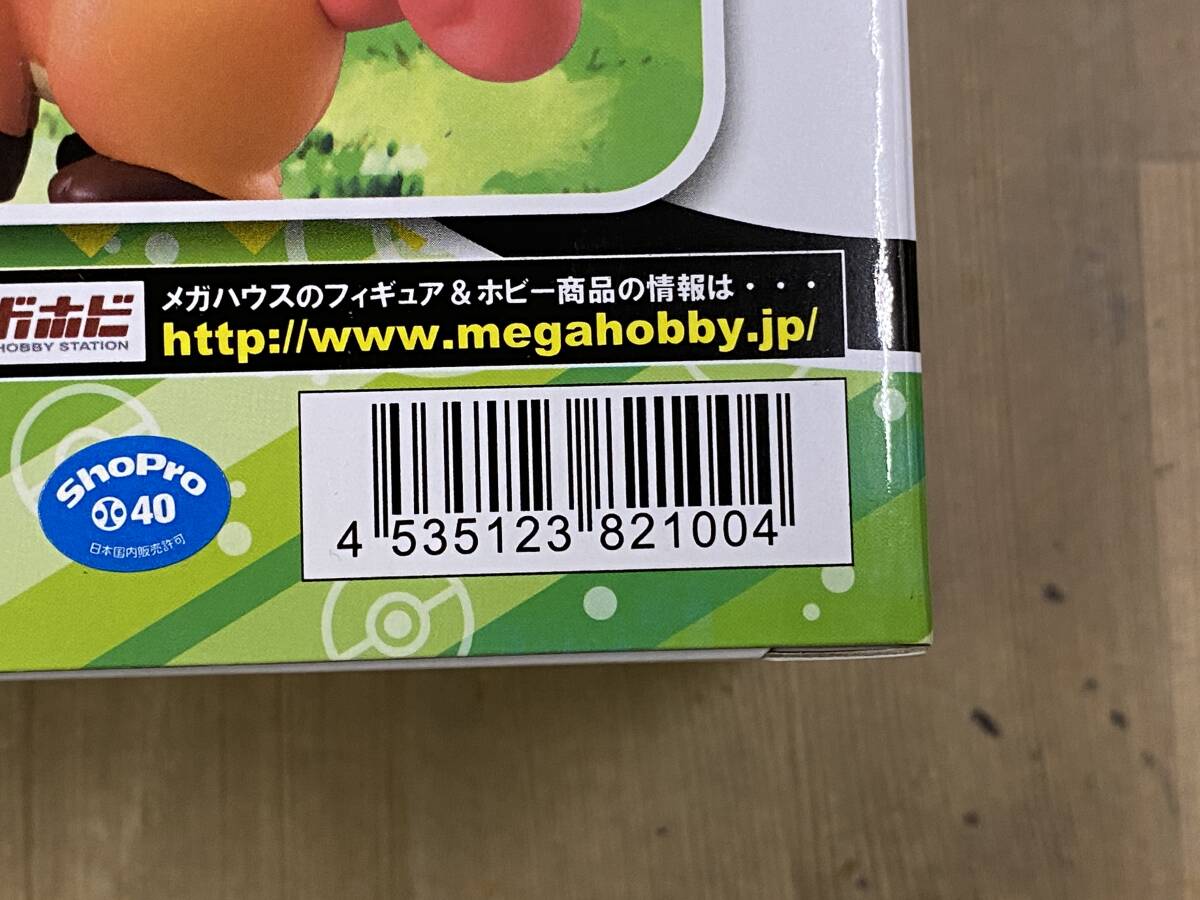 ガホビ
HOBBY STATION
メガハウスのフィギュア&ホビー商品の情報は・・・
http://www.megahobby.jp/
ShoPro
40
日本国内販売許可
4 535123 821004